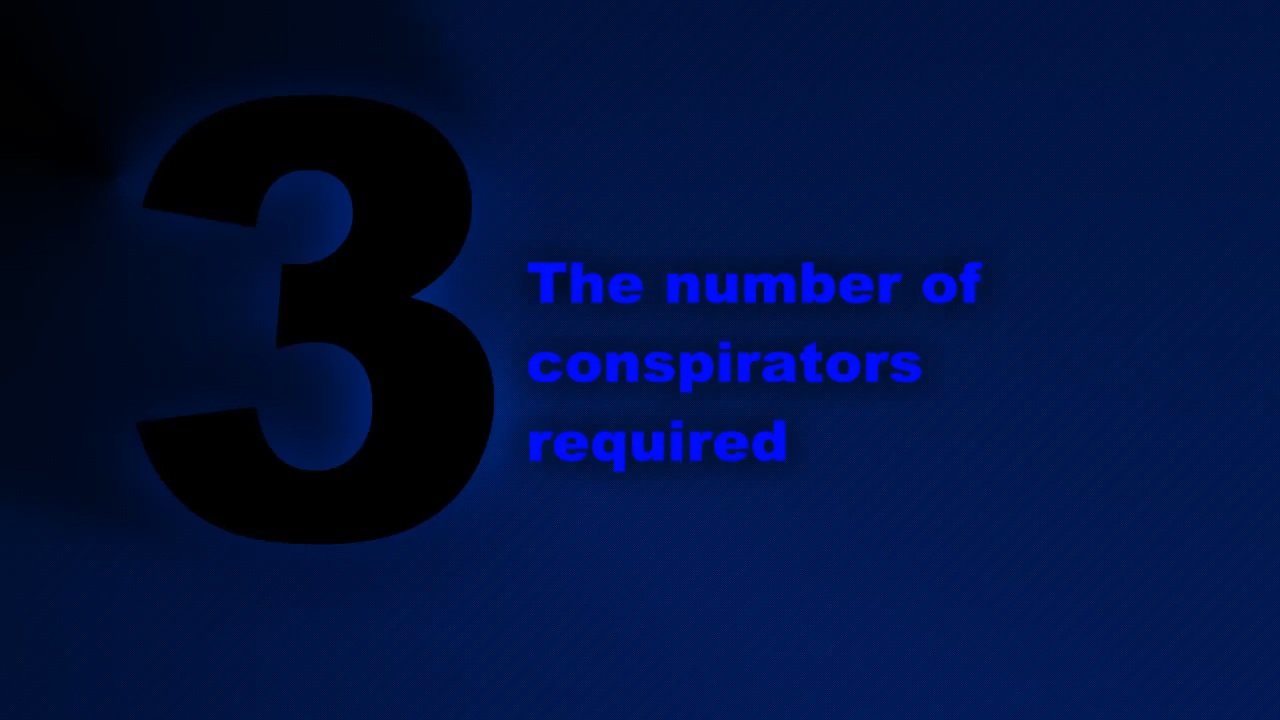 3
The number of
conspirators
required